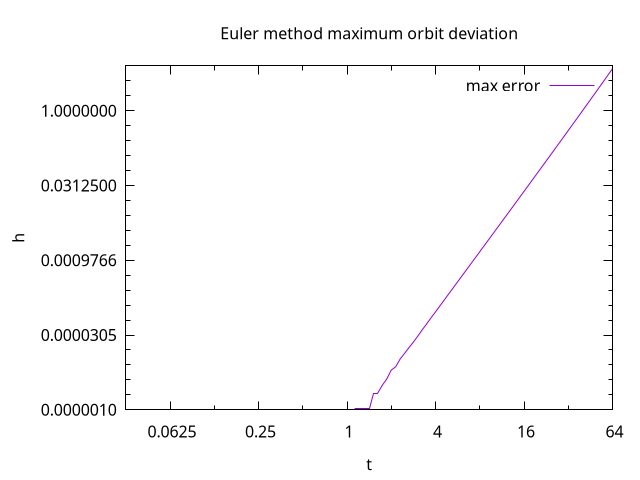 Euler method maximum orbit deviation
max error
1.0000000
0.0312500
0.0009766
0.0000305
0.0000010
h
0.0625 0.25 1 4 16 64
t